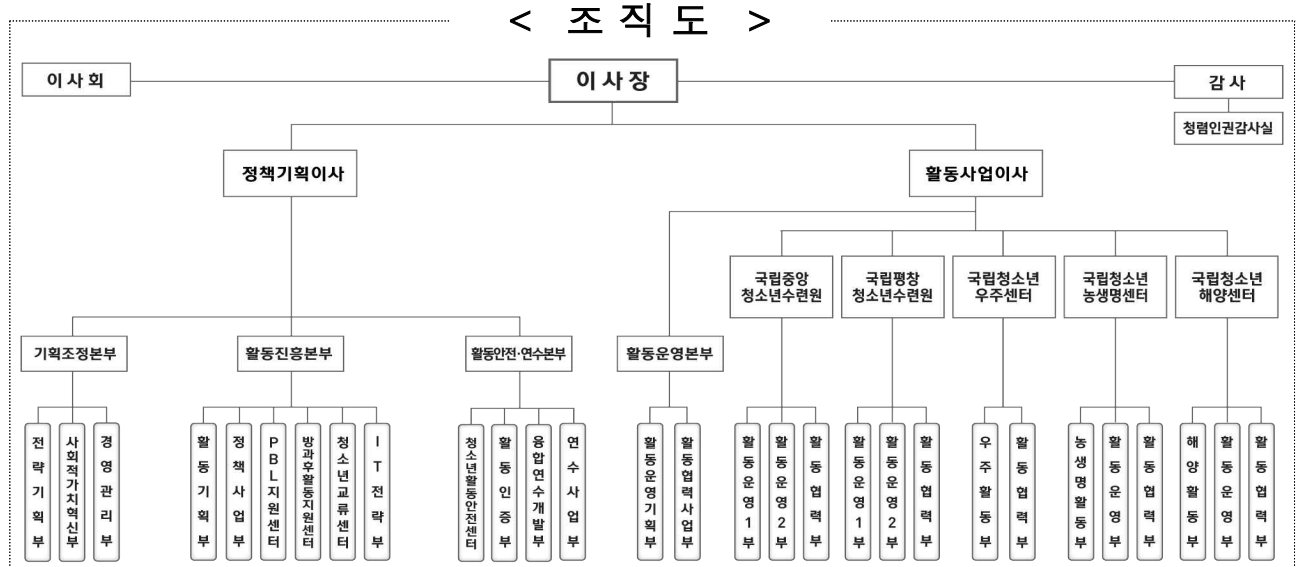 < 조 직 도 >
이 사 회
이 사 장
감 사
청렴인권감사실
정책기획이사
활동사업이사
국립중앙
청소년수련원
국립평창
청소년수련원
국립청소년
우주센터
국립청소년
농생명센터
국립청소년
해양센터
기획조정본부
활동진흥본부
활동안전·연수본부
활동운영본부
전략기획부
사회적가치혁신부
경영관리부
활동기획부
정책사업부
PBL지원센터
방과후활동지원센터
청소년교류센터
IT전략부
청소년활동안전센터
활동인증부
융합연수개발부
연수사업부
활동운영기획부
활동협력사업부
활동운영1부
활동운영2부
활동협력부
활동운영1부
활동운영2부
활동협력부
우주활동부
활동협력부
농생명활동부
활동운영부
활동협력부
해양활동부
활동운영부
활동협력부